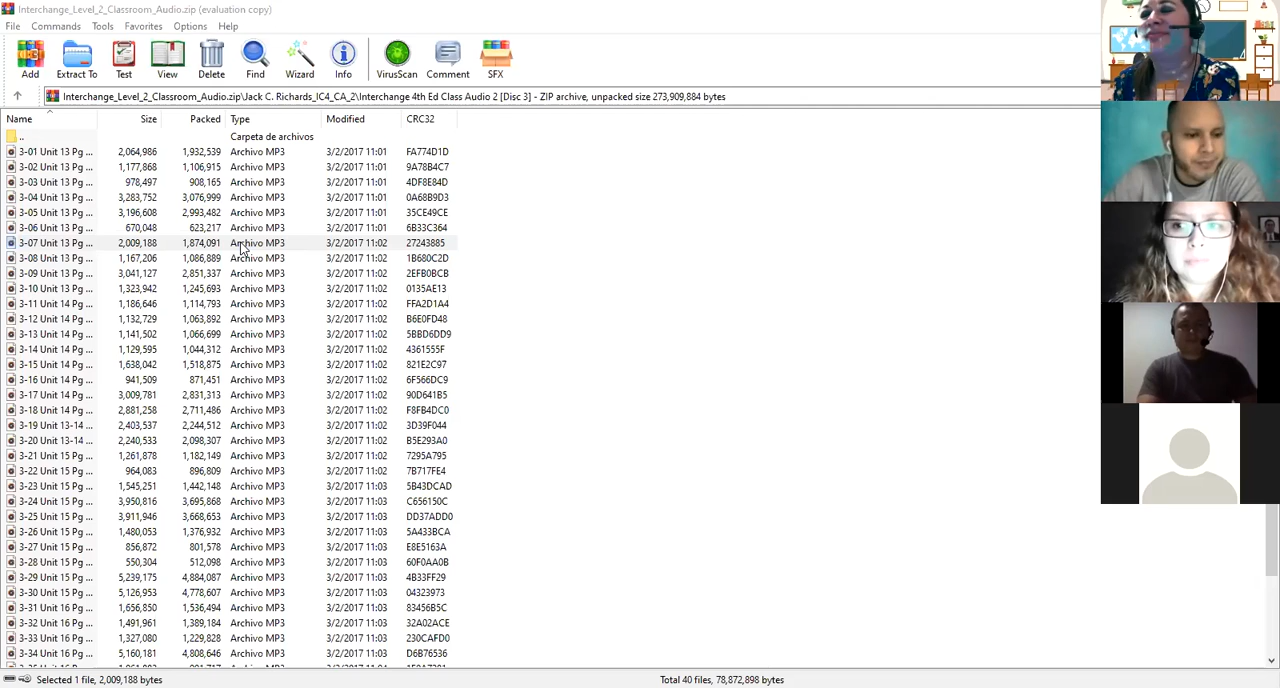 Interchange_Level_2_Classroom_Audio.zip (evaluation copy)
File Commands Tools Favorites Options Help
Add Extract To Test View Delete Find Wizard Info VirusScan Comment SFX
Interchange_Level_2_Classroom_Audio.zip\Jack C. Richards_IC4_CA_2\Interchange 4th Ed Class Audio 2 [Disc 3] - ZIP archive, unpacked size 273,909,884 bytes
Name Size Packed Type Modified CRC32
.. Carpeta de archivos
3-01 Unit 13 Pg ... 2,064,986 1,932,539 Archivo MP3 3/2/2017 11:01 FA774D1D
3-02 Unit 13 Pg ... 1,177,868 1,106,915 Archivo MP3 3/2/2017 11:01 9A78B4C7
3-03 Unit 13 Pg ... 978,497 908,165 Archivo MP3 3/2/2017 11:01 4DF8E84D
3-04 Unit 13 Pg ... 3,283,752 3,076,999 Archivo MP3 3/2/2017 11:01 0A68B9D3
3-05 Unit 13 Pg ... 3,196,608 2,993,482 Archivo MP3 3/2/2017 11:01 35CE49CE
3-06 Unit 13 Pg ... 670,048 623,217 Archivo MP3 3/2/2017 11:01 6B33C364
3-07 Unit 13 Pg ... 2,009,188 1,874,091 Archivo MP3 3/2/2017 11:02 27243885
3-08 Unit 13 Pg ... 1,167,206 1,086,889 Archivo MP3 3/2/2017 11:02 1B680C2D
3-09 Unit 13 Pg ... 3,041,127 2,851,337 Archivo MP3 3/2/2017 11:02 2EFB0BCB
3-10 Unit 13 Pg ... 1,323,942 1,245,693 Archivo MP3 3/2/2017 11:02 0135AE13
3-11 Unit 14 Pg ... 1,186,646 1,114,793 Archivo MP3 3/2/2017 11:02 FFA2D1A4
3-12 Unit 14 Pg ... 1,132,729 1,063,892 Archivo MP3 3/2/2017 11:02 B6E0FD48
3-13 Unit 14 Pg ... 1,141,502 1,066,699 Archivo MP3 3/2/2017 11:02 5BBD6DD9
3-14 Unit 14 Pg ... 1,129,595 1,044,312 Archivo MP3 3/2/2017 11:02 4361555F
3-15 Unit 14 Pg ... 1,638,042 1,518,875 Archivo MP3 3/2/2017 11:02 821E2C97
3-16 Unit 14 Pg ... 941,509 871,451 Archivo MP3 3/2/2017 11:02 6F566DC9
3-17 Unit 14 Pg ... 3,009,781 2,831,313 Archivo MP3 3/2/2017 11:02 90D641B5
3-18 Unit 14 Pg ... 2,881,258 2,711,486 Archivo MP3 3/2/2017 11:02 F8FB4DC0
3-19 Unit 13-14 ... 2,403,537 2,244,512 Archivo MP3 3/2/2017 11:02 3D39F044
3-20 Unit 13-14 ... 2,240,533 2,098,307 Archivo MP3 3/2/2017 11:02 B5E293A0
3-21 Unit 15 Pg ... 1,261,878 1,182,149 Archivo MP3 3/2/2017 11:02 7295A795
3-22 Unit 15 Pg ... 964,083 896,809 Archivo MP3 3/2/2017 11:02 7B717FE4
3-23 Unit 15 Pg ... 1,545,251 1,442,148 Archivo MP3 3/2/2017 11:03 5B43DCAD
3-24 Unit 15 Pg ... 3,950,816 3,695,868 Archivo MP3 3/2/2017 11:03 C656150C
3-25 Unit 15 Pg ... 3,911,946 3,668,653 Archivo MP3 3/2/2017 11:03 DD37ADD0
3-26 Unit 15 Pg ... 1,480,053 1,376,932 Archivo MP3 3/2/2017 11:03 5A433BCA
3-27 Unit 15 Pg ... 856,872 801,578 Archivo MP3 3/2/2017 11:03 E8E5163A
3-28 Unit 15 Pg ... 550,304 512,098 Archivo MP3 3/2/2017 11:03 60F0AA0B
3-29 Unit 15 Pg ... 5,239,175 4,884,087 Archivo MP3 3/2/2017 11:03 4B33FF29
3-30 Unit 15 Pg ... 5,126,953 4,778,607 Archivo MP3 3/2/2017 11:03 04323973
3-31 Unit 16 Pg ... 1,656,850 1,536,494 Archivo MP3 3/2/2017 11:03 83456B5C
3-32 Unit 16 Pg ... 1,491,961 1,389,184 Archivo MP3 3/2/2017 11:03 32A02ACE
3-33 Unit 16 Pg ... 1,327,080 1,229,828 Archivo MP3 3/2/2017 11:03 230CAFD0
3-34 Unit 16 Pg ... 5,160,181 4,808,646 Archivo MP3 3/2/2017 11:03 D6B76536
Selected 1 file, 2,009,188 bytes Total 40 files, 78,872,898 bytes